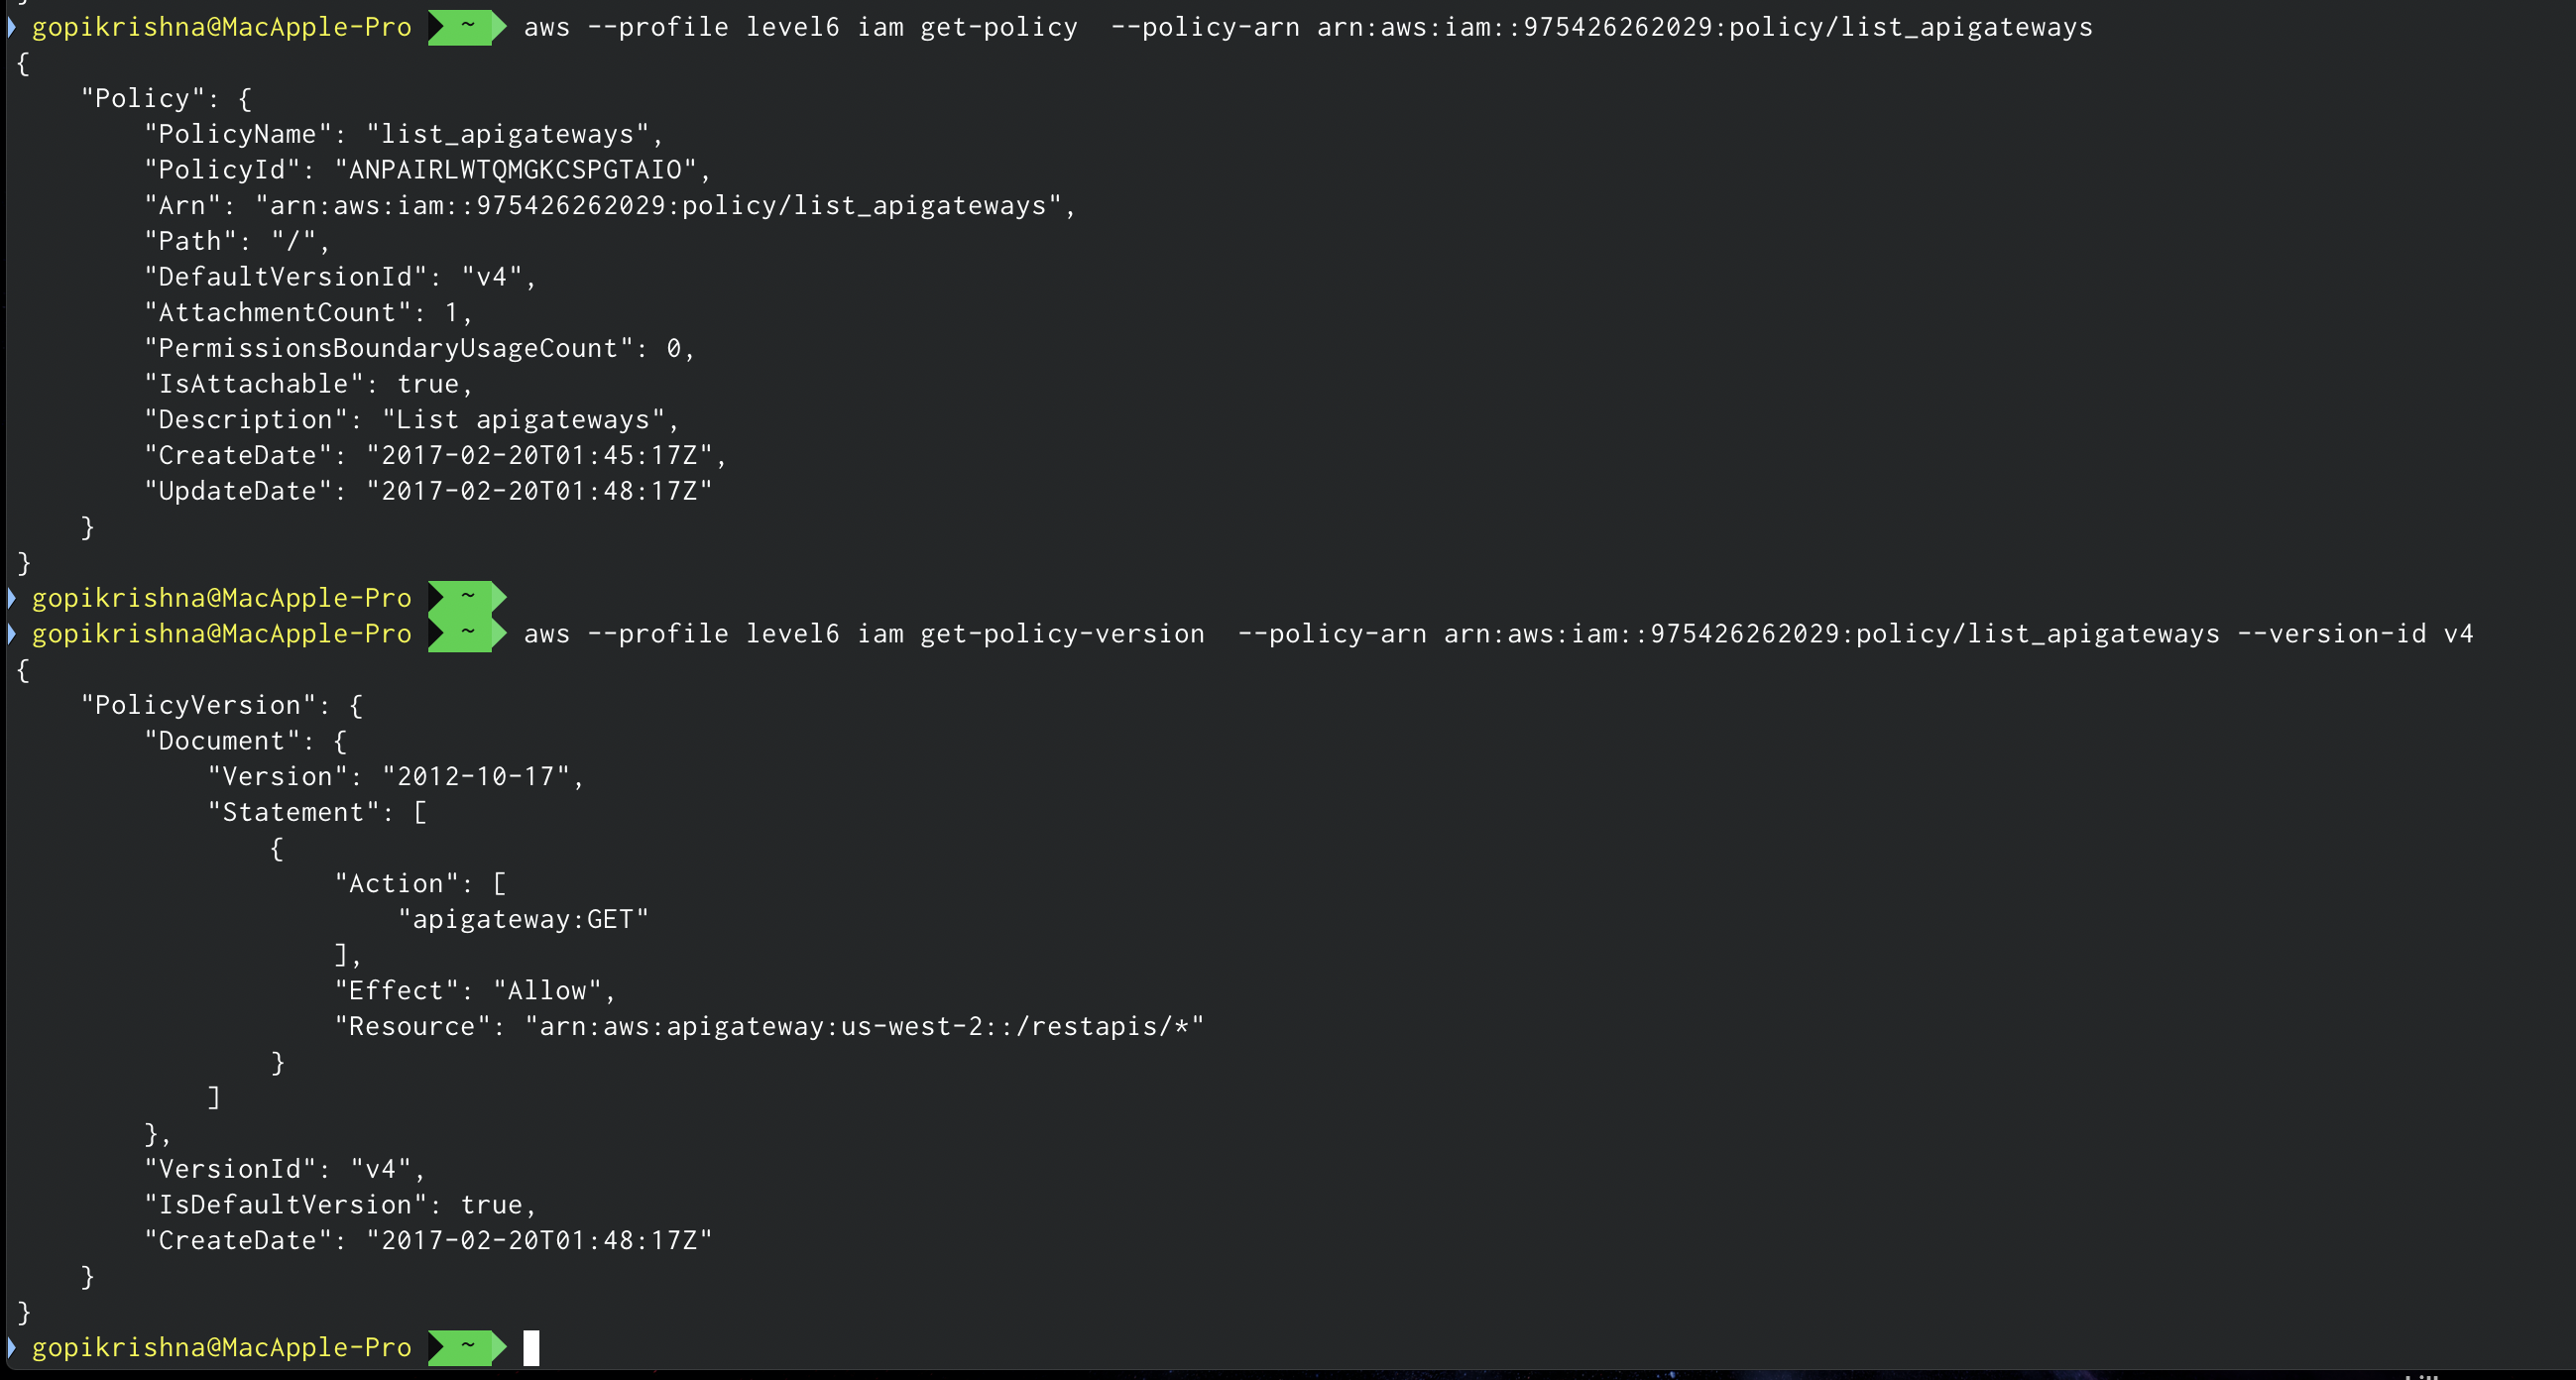 }
gopikrishna@MacApple-Pro ~ aws --profile level6 iam get-policy  --policy-arn arn:aws:iam::975426262029:policy/list_apigateways
{
    "Policy": {
        "PolicyName": "list_apigateways",
        "PolicyId": "ANPAIRLWTQMGKCSPGTAIO",
        "Arn": "arn:aws:iam::975426262029:policy/list_apigateways",
        "Path": "/",
        "DefaultVersionId": "v4",
        "AttachmentCount": 1,
        "PermissionsBoundaryUsageCount": 0,
        "IsAttachable": true,
        "Description": "List apigateways",
        "CreateDate": "2017-02-20T01:45:17Z",
        "UpdateDate": "2017-02-20T01:48:17Z"
    }
}
gopikrishna@MacApple-Pro ~
gopikrishna@MacApple-Pro ~ aws --profile level6 iam get-policy-version  --policy-arn arn:aws:iam::975426262029:policy/list_apigateways --version-id v4
{
    "PolicyVersion": {
        "Document": {
            "Version": "2012-10-17",
            "Statement": [
                {
                    "Action": [
                        "apigateway:GET"
                    ],
                    "Effect": "Allow",
                    "Resource": "arn:aws:apigateway:us-west-2::/restapis/*"
                }
            ]
        },
        "VersionId": "v4",
        "IsDefaultVersion": true,
        "CreateDate": "2017-02-20T01:48:17Z"
    }
}
gopikrishna@MacApple-Pro ~